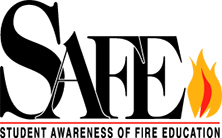 SAFE
STUDENT AWARENESS OF FIRE EDUCATION